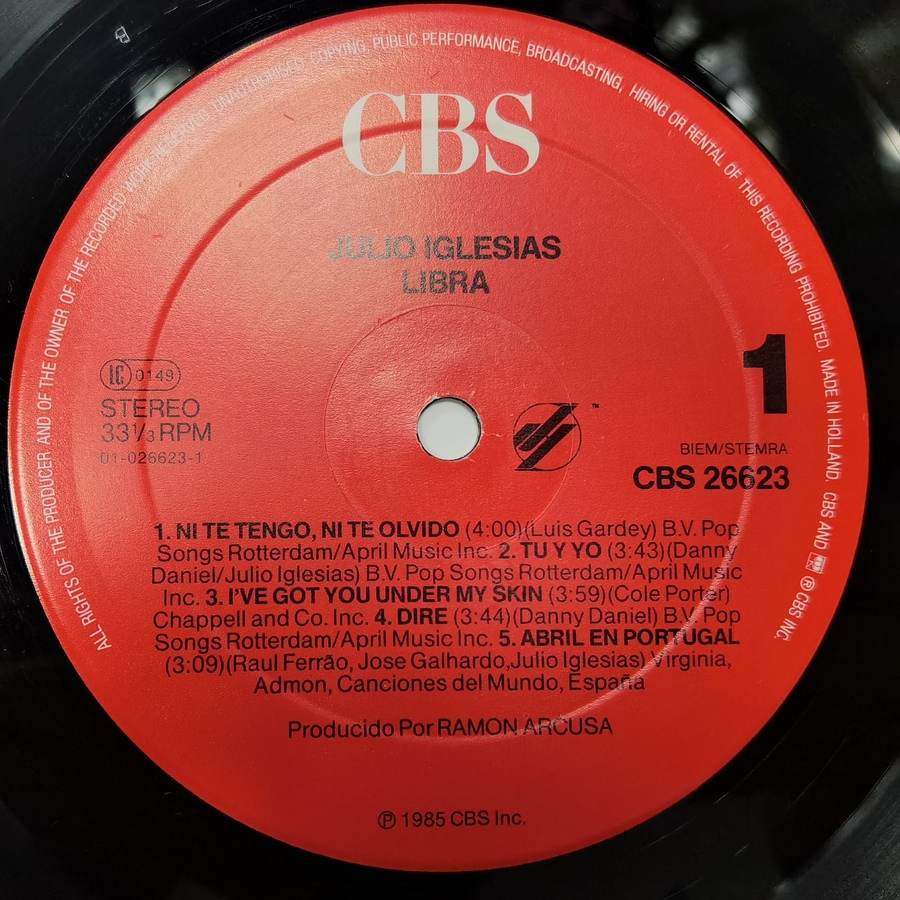 ALL RIGHTS OF THE PRODUCER AND OF THE OWNER OF THE RECORDED WORK RESERVED. UNAUTHORISED COPYING, PUBLIC PERFORMANCE, BROADCASTING, HIRING OR RENTAL OF THIS RECORDING PROHIBITED. MADE IN HOLLAND. CBS AND ® CBS INC.
CBS
JULIO IGLESIAS
LIBRA
1
LC 0149
STEREO
33 1/3 RPM
01-026623-1
™
BIEM/STEMRA
CBS 26623
1. NI TE TENGO, NI TE OLVIDO (4:00)(Luis Gardey) B.V. Pop
Songs Rotterdam/April Music Inc. 2. TU Y YO (3:43)(Danny
Daniel/Julio Iglesias) B.V. Pop Songs Rotterdam/April Music
Inc. 3. I'VE GOT YOU UNDER MY SKIN (3:59)(Cole Porter)
Chappell and Co. Inc. 4. DIRE (3:44)(Danny Daniel) B.V. Pop
Songs Rotterdam/April Music Inc. 5. ABRIL EN PORTUGAL
(3:09)(Raul Ferrão, Jose Galhardo,Julio Iglesias) Virginia,
Admon, Canciones del Mundo, España
Producido Por RAMON ARCUSA
℗ 1985 CBS Inc.